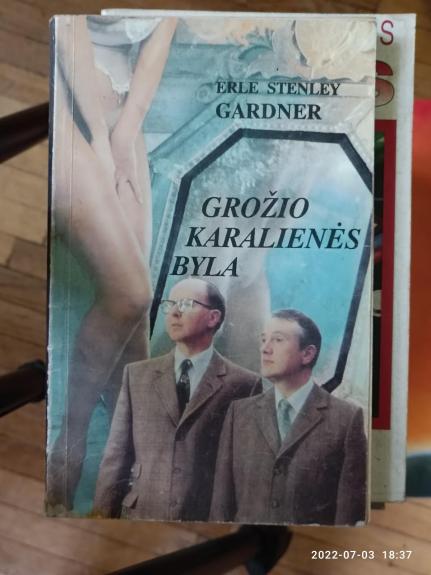 S
S
ERLE STENLEY
GARDNER
GROŽIO
KARALIENĖS
BYLA
2022-07-03 18:37